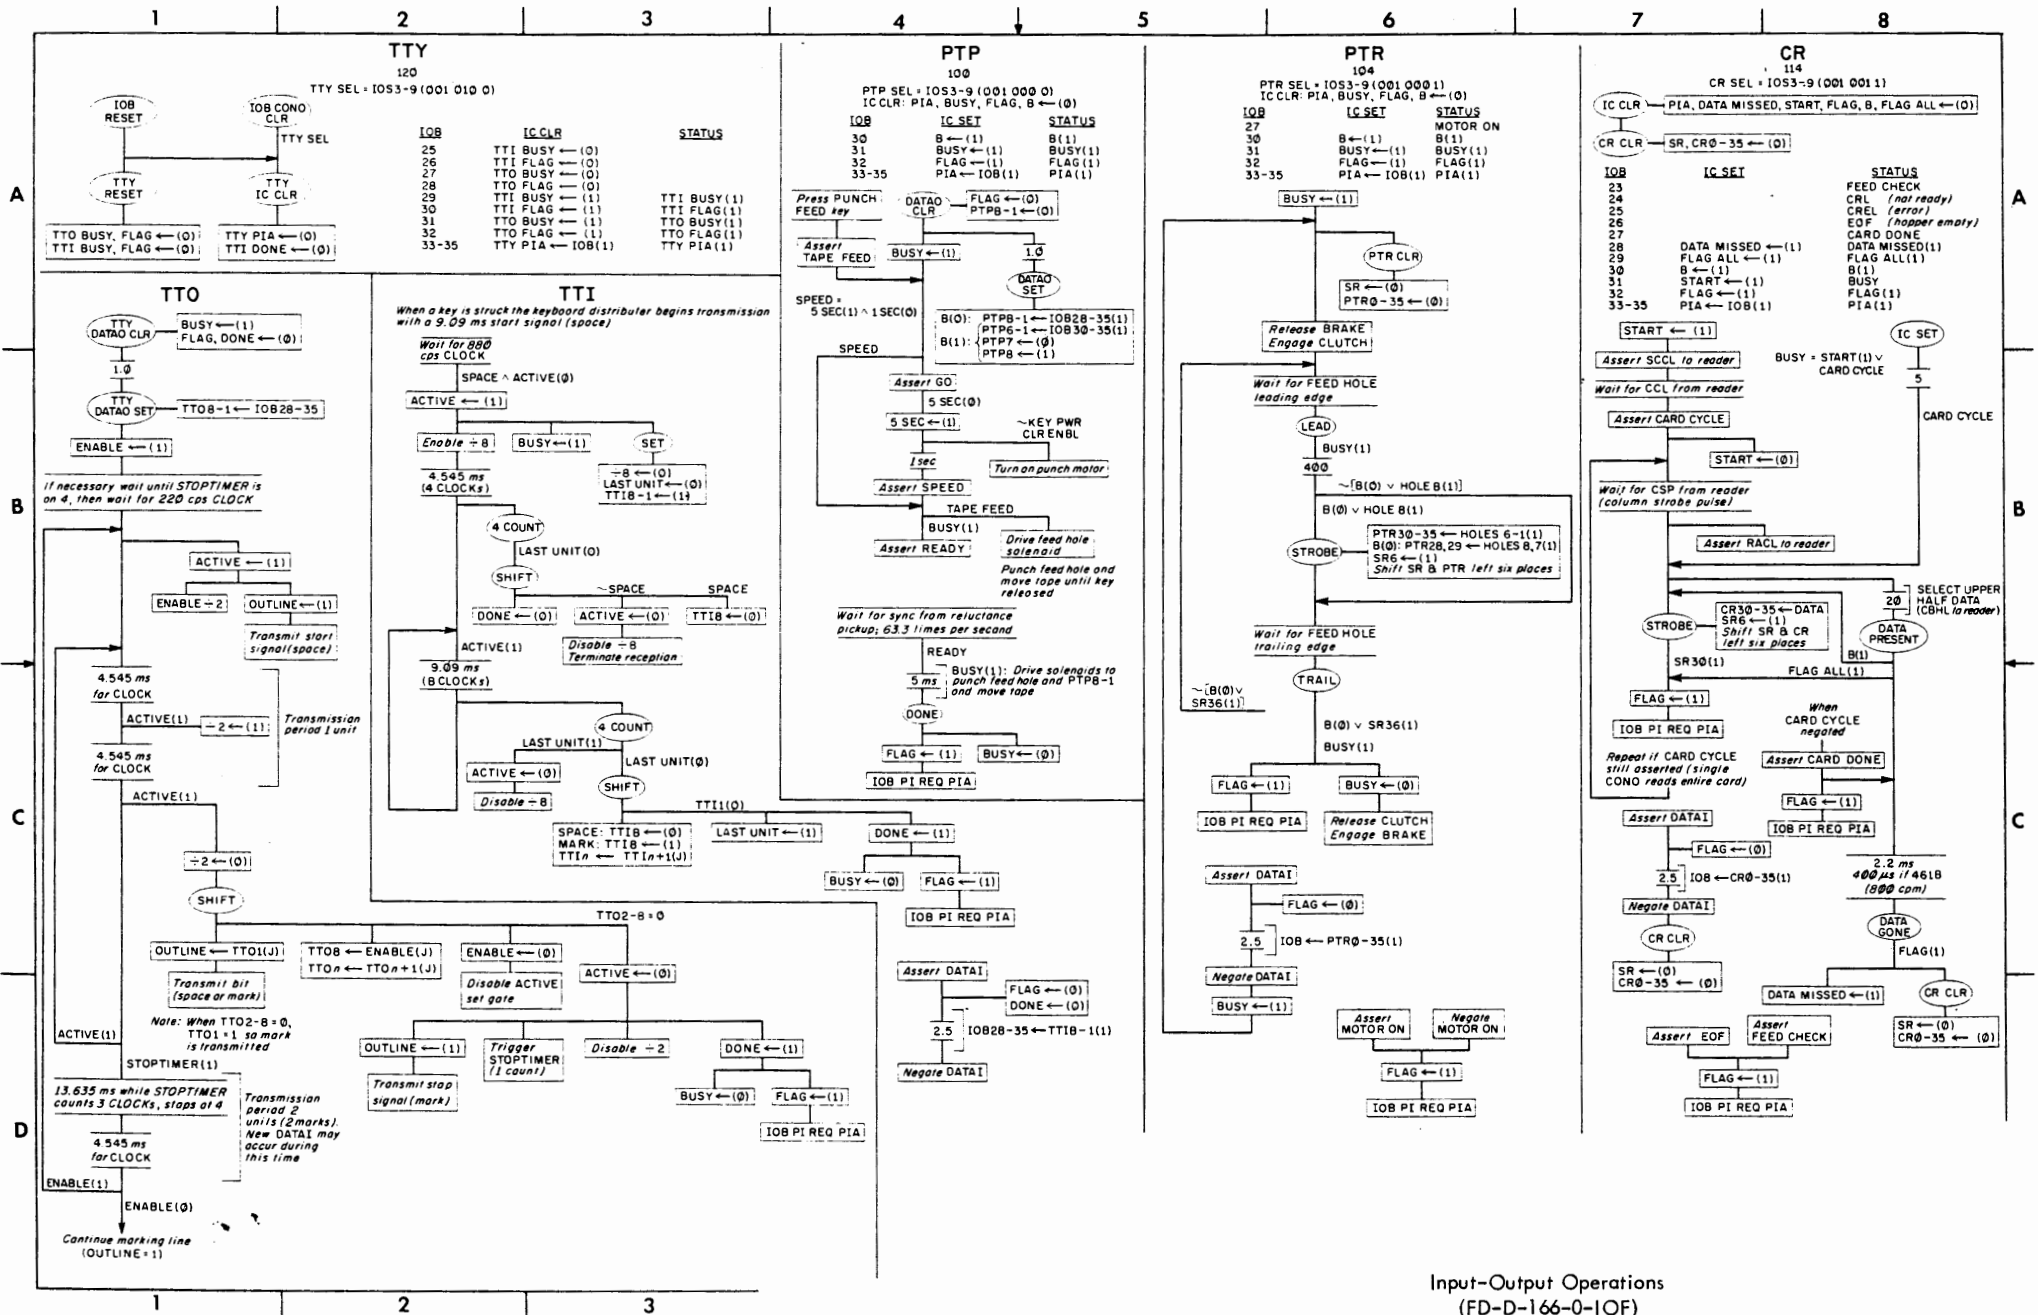 1 2 3 4 5 6 7 8
TTY
120
TTY SEL = IOS3-9 (001 010 0)
IOB RESET
IOB CONO CLR
TTY SEL
TTY RESET
TTY IC CLR
TTO BUSY, FLAG ← (0)
TTI BUSY, FLAG ← (0)
TTY PIA ← (0)
TTI DONE ← (0)
IOB IC CLR STATUS
25 TTI BUSY ← (0)
26 TTI FLAG ← (0)
27 TTO BUSY ← (0)
28 TTO FLAG ← (0)
29 TTI BUSY ← (1) TTI BUSY(1)
30 TTI FLAG ← (1) TTI FLAG(1)
31 TTO BUSY ← (1) TTO BUSY(1)
32 TTO FLAG ← (1) TTO FLAG(1)
33-35 TTY PIA ← IOB(1) TTY PIA(1)
TTO
TTY DATAO CLR
BUSY ← (1)
FLAG, DONE ← (0)
1.0
TTY DATAO SET
TTO8-1 ← IOB28-35
ENABLE ← (1)
If necessary wait until STOPTIMER is
on 4, then wait for 220 cps CLOCK
ACTIVE ← (1)
ENABLE ÷2
OUTLINE ← (1)
Transmit start
signal (space)
4.545 ms
for CLOCK
ACTIVE(1)
÷2 ← (1)
Transmission
period 1 unit
4.545 ms
for CLOCK
ACTIVE(1)
÷2 ← (0)
SHIFT
TTO2-8 = 0
OUTLINE ← TTO1(J)
Transmit bit
(space or mark)
TTO8 ← ENABLE(J)
TTOn ← TTOn+1(J)
ENABLE ← (0)
Disable ACTIVE
set gate
ACTIVE ← (0)
Note: When TTO2-8=0,
TTO1 = 1 so mark
is transmitted
ACTIVE(1)
STOPTIMER(1)
OUTLINE ← (1)
Transmit stop
signal (mark)
Trigger
STOPTIMER
(1 count)
Disable ÷2
DONE ← (1)
BUSY ← (0)
FLAG ← (1)
IOB PI REQ PIA
13.635 ms while STOPTIMER
counts 3 CLOCKs, stops at 4
4.545 ms
for CLOCK
Transmission
period 2
units (2 marks).
New DATAI may
occur during
this time
ENABLE(1)
ENABLE(0)
Continue marking line
(OUTLINE = 1)
TTI
When a key is struck the keyboard distributer begins transmission
with a 9.09 ms start signal (space)
Wait for 880
cps CLOCK
SPACE ∧ ACTIVE(0)
ACTIVE ← (1)
Enable ÷8
BUSY ← (1)
SET
÷8 ← (0)
LAST UNIT ← (0)
TTI8-1 ← (1)
4.545 ms
(4 CLOCKs)
4 COUNT
LAST UNIT(0)
SHIFT
~SPACE
SPACE
DONE ← (0)
ACTIVE ← (0)
TTI8 ← (0)
Disable ÷8
Terminate reception
ACTIVE(1)
9.09 ms
(8 CLOCKs)
4 COUNT
LAST UNIT(1)
LAST UNIT(0)
ACTIVE ← (0)
Disable ÷8
SHIFT
TTI1(0)
SPACE: TTI8 ← (0)
MARK: TTI8 ← (1)
TTIn ← TTIn+1(J)
LAST UNIT ← (1)
DONE ← (1)
BUSY ← (0)
FLAG ← (1)
IOB PI REQ PIA
Assert DATAI
FLAG ← (0)
DONE ← (0)
2.5
IOB28-35 ← TTI8-1(1)
Negate DATAI
PTP
100
PTP SEL = IOS3-9 (001 000 0)
IC CLR: PIA, BUSY, FLAG, B ← (0)
IOB IC SET STATUS
30 B ← (1) B(1)
31 BUSY ← (1) BUSY(1)
32 FLAG ← (1) FLAG(1)
33-35 PIA ← IOB(1) PIA(1)
Press PUNCH
FEED key
Assert
TAPE FEED
DATAO CLR
FLAG ← (0)
PTP8-1 ← (0)
BUSY ← (1)
1.0
DATAO SET
SPEED =
5 SEC(1) ∧ 1 SEC(0)
B(0): PTP8-1 ← IOB28-35(1)
PTP6-1 ← IOB30-35(1)
B(1): PTP7 ← (0)
PTP8 ← (1)
SPEED
Assert GO
5 SEC(0)
5 SEC ← (1)
~KEY PWR
CLR ENBL
1 sec
Turn on punch motor
Assert SPEED
TAPE FEED
BUSY(1)
Assert READY
Drive feed hole
solenoid
Punch feed hole and
move tape until key
released
Wait for sync from reluctance
pickup; 63.3 times per second
READY
5 ms
BUSY(1): Drive solenoids to
punch feed hole and PTP8-1
and move tape
DONE
FLAG ← (1)
BUSY ← (0)
IOB PI REQ PIA
PTR
104
PTR SEL = IOS3-9 (001 000 1)
IC CLR: PIA, BUSY, FLAG, B ← (0)
IOB IC SET STATUS
27 MOTOR ON
30 B ← (1) B(1)
31 BUSY ← (1) BUSY(1)
32 FLAG ← (1) FLAG(1)
33-35 PIA ← IOB(1) PIA(1)
BUSY ← (1)
PTR CLR
SR ← (0)
PTR0-35 ← (0)
Release BRAKE
Engage CLUTCH
Wait for FEED HOLE
leading edge
LEAD
BUSY(1)
400
~[B(0) ∨ HOLE 8(1)]
B(0) ∨ HOLE 8(1)
STROBE
PTR30-35 ← HOLES 6-1(1)
B(0): PTR28,29 ← HOLES 8,7(1)
SR6 ← (1)
Shift SR & PTR left six places
Wait for FEED HOLE
trailing edge
TRAIL
~[B(0) ∨
SR36(1)]
B(0) ∨ SR36(1)
BUSY(1)
FLAG ← (1)
BUSY ← (0)
IOB PI REQ PIA
Release CLUTCH
Engage BRAKE
Assert DATAI
FLAG ← (0)
2.5
IOB ← PTR0-35(1)
Negate DATAI
BUSY ← (1)
Assert
MOTOR ON
Negate
MOTOR ON
FLAG ← (1)
IOB PI REQ PIA
CR
114
CR SEL = IOS3-9 (001 001 1)
IC CLR
PIA, DATA MISSED, START, FLAG, B, FLAG ALL ← (0)
CR CLR
SR, CR0-35 ← (0)
IOB IC SET STATUS
23 FEED CHECK
24 CRL (not ready)
25 CREL (error)
26 EOF (hopper empty)
27 CARD DONE
28 DATA MISSED ← (1) DATA MISSED(1)
29 FLAG ALL ← (1) FLAG ALL(1)
30 B ← (1) B(1)
31 START ← (1) BUSY
32 FLAG ← (1) FLAG(1)
33-35 PIA ← IOB(1) PIA(1)
START ← (1)
IC SET
Assert SCCL to reader
BUSY = START(1) ∨
CARD CYCLE
5
Wait for CCL from reader
Assert CARD CYCLE
CARD CYCLE
START ← (0)
Wait for CSP from reader
(column strobe pulse)
Assert RACL to reader
20
SELECT UPPER
HALF DATA
(CBHL to reader)
STROBE
CR30-35 ← DATA
SR6 ← (1)
Shift SR & CR
left six places
DATA PRESENT
SR30(1)
B(1)
FLAG ALL(1)
FLAG ← (1)
IOB PI REQ PIA
When
CARD CYCLE
negated
Repeat if CARD CYCLE
still asserted (single
CONO reads entire card)
Assert CARD DONE
FLAG ← (1)
IOB PI REQ PIA
Assert DATAI
FLAG ← (0)
2.5
IOB ← CR0-35(1)
Negate DATAI
CR CLR
SR ← (0)
CR0-35 ← (0)
2.2 ms
400 μs if 461B
(800 cpm)
DATA GONE
FLAG(1)
DATA MISSED ← (1)
CR CLR
SR ← (0)
CR0-35 ← (0)
Assert EOF
Assert
FEED CHECK
FLAG ← (1)
IOB PI REQ PIA
A
B
C
D
A
B
C
1 2 3
Input-Output Operations
(FD-D-166-0-IOF)